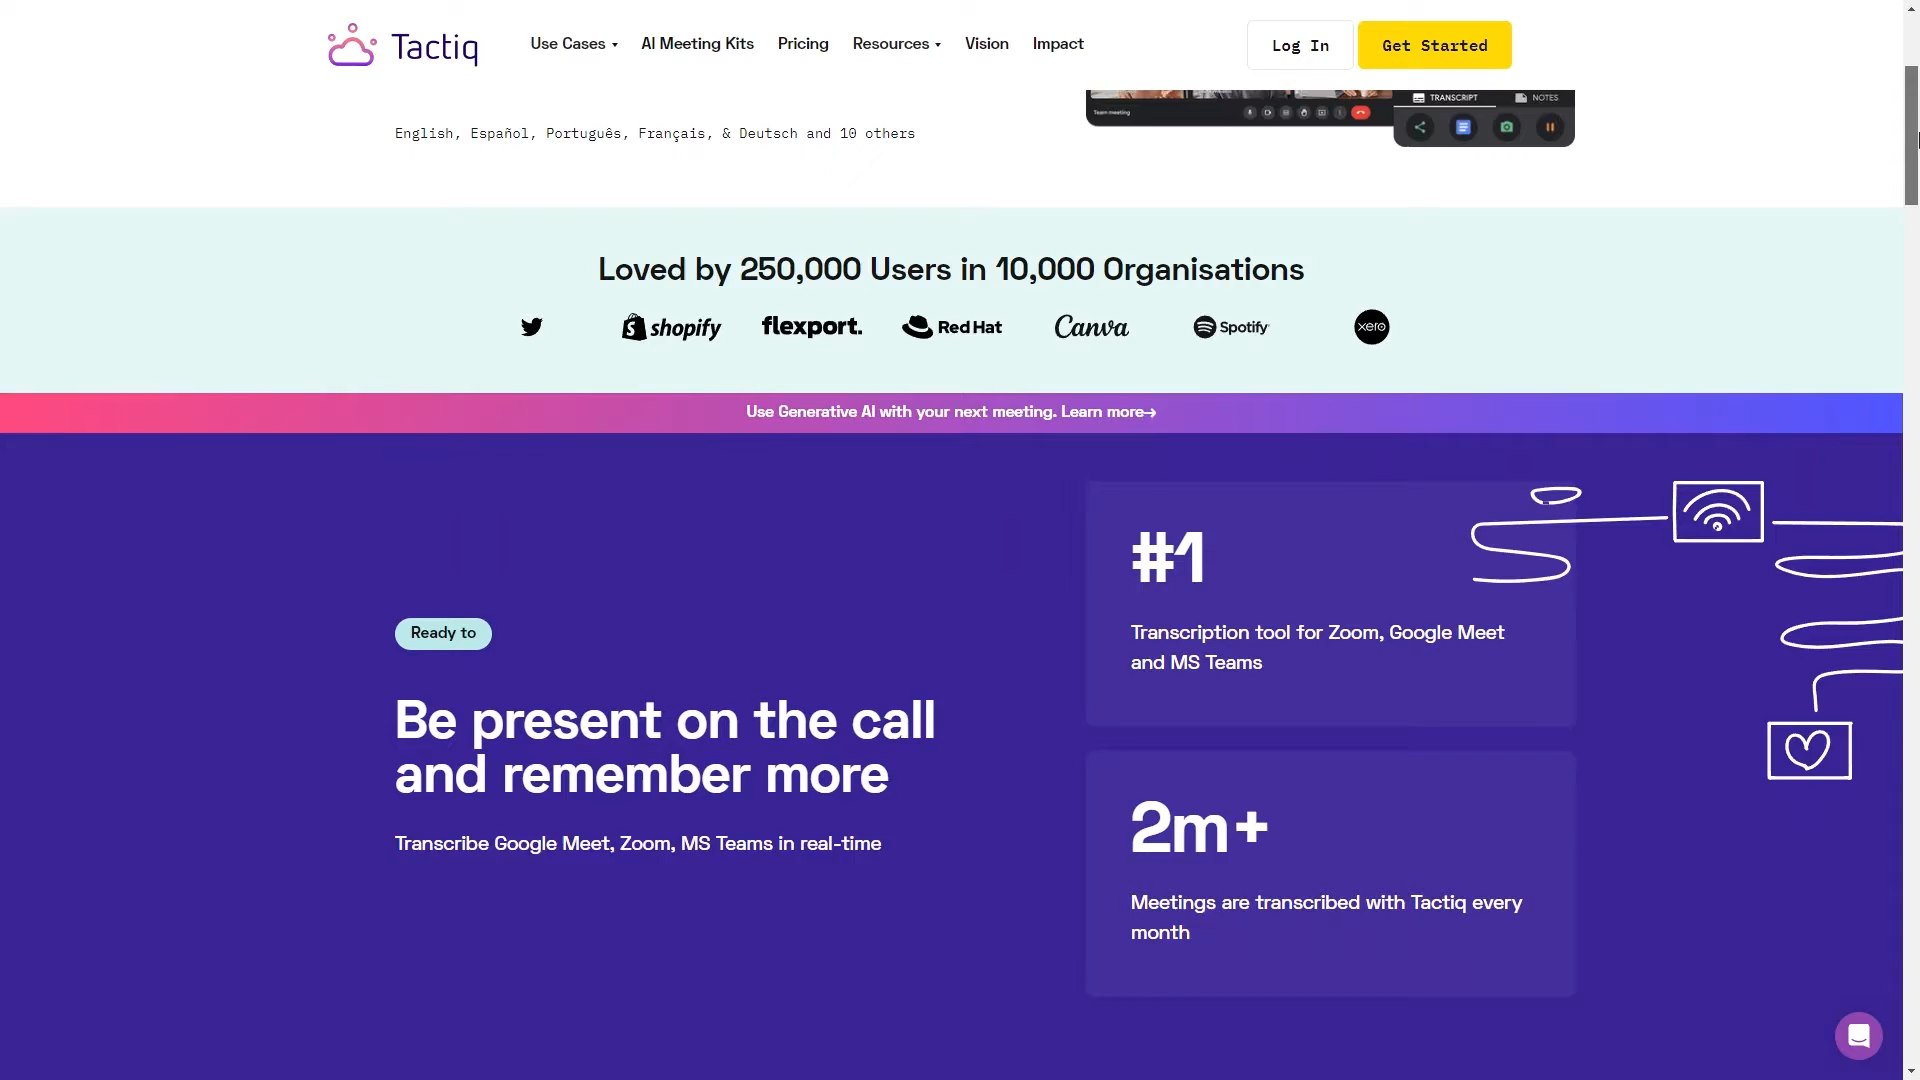 Tactiq
Use Cases
AI Meeting Kits
Pricing
Resources
Vision
Impact
Log In
Get Started
Team meeting
TRANSCRIPT
NOTES
English, Español, Português, Français, & Deutsch and 10 others
Loved by 250,000 Users in 10,000 Organisations
shopify
flexport.
Red Hat
Canva
Spotify
xero
Use Generative AI with your next meeting. Learn more→
#1
Transcription tool for Zoom, Google Meet
and MS Teams
Ready to
Be present on the call
and remember more
Transcribe Google Meet, Zoom, MS Teams in real-time
2m+
Meetings are transcribed with Tactiq every
month